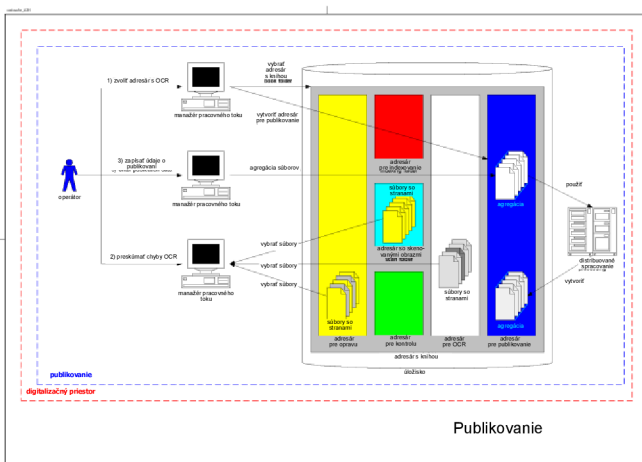 1) zvoliť adresár s OCR
manažér pracovného toku
vybrať
adresár
s knihou
vytvoriť adresár
pre publikovanie
3) zapísať údaje o
publikovaní
manažér pracovného toku
agregácia súborov
operátor
2) preskúmať chyby OCR
manažér pracovného
toku
vybrať súbory
vybrať súbory
vybrať súbory
adresár
pre indexovanie
súbory so
stranami
adresár so skeno-
vanými obrazmi
súbory so
stranami
súbory so
stranami
agregácia
agregácia
použiť
distribuované
spracovanie
vytvoriť
adresár
pre opravu
adresár
pre kontrolu
adresár
pre OCR
adresár
pre publikovanie
adresár s knihou
úložisko
publikovanie
digitalizačný priestor
Publikovanie